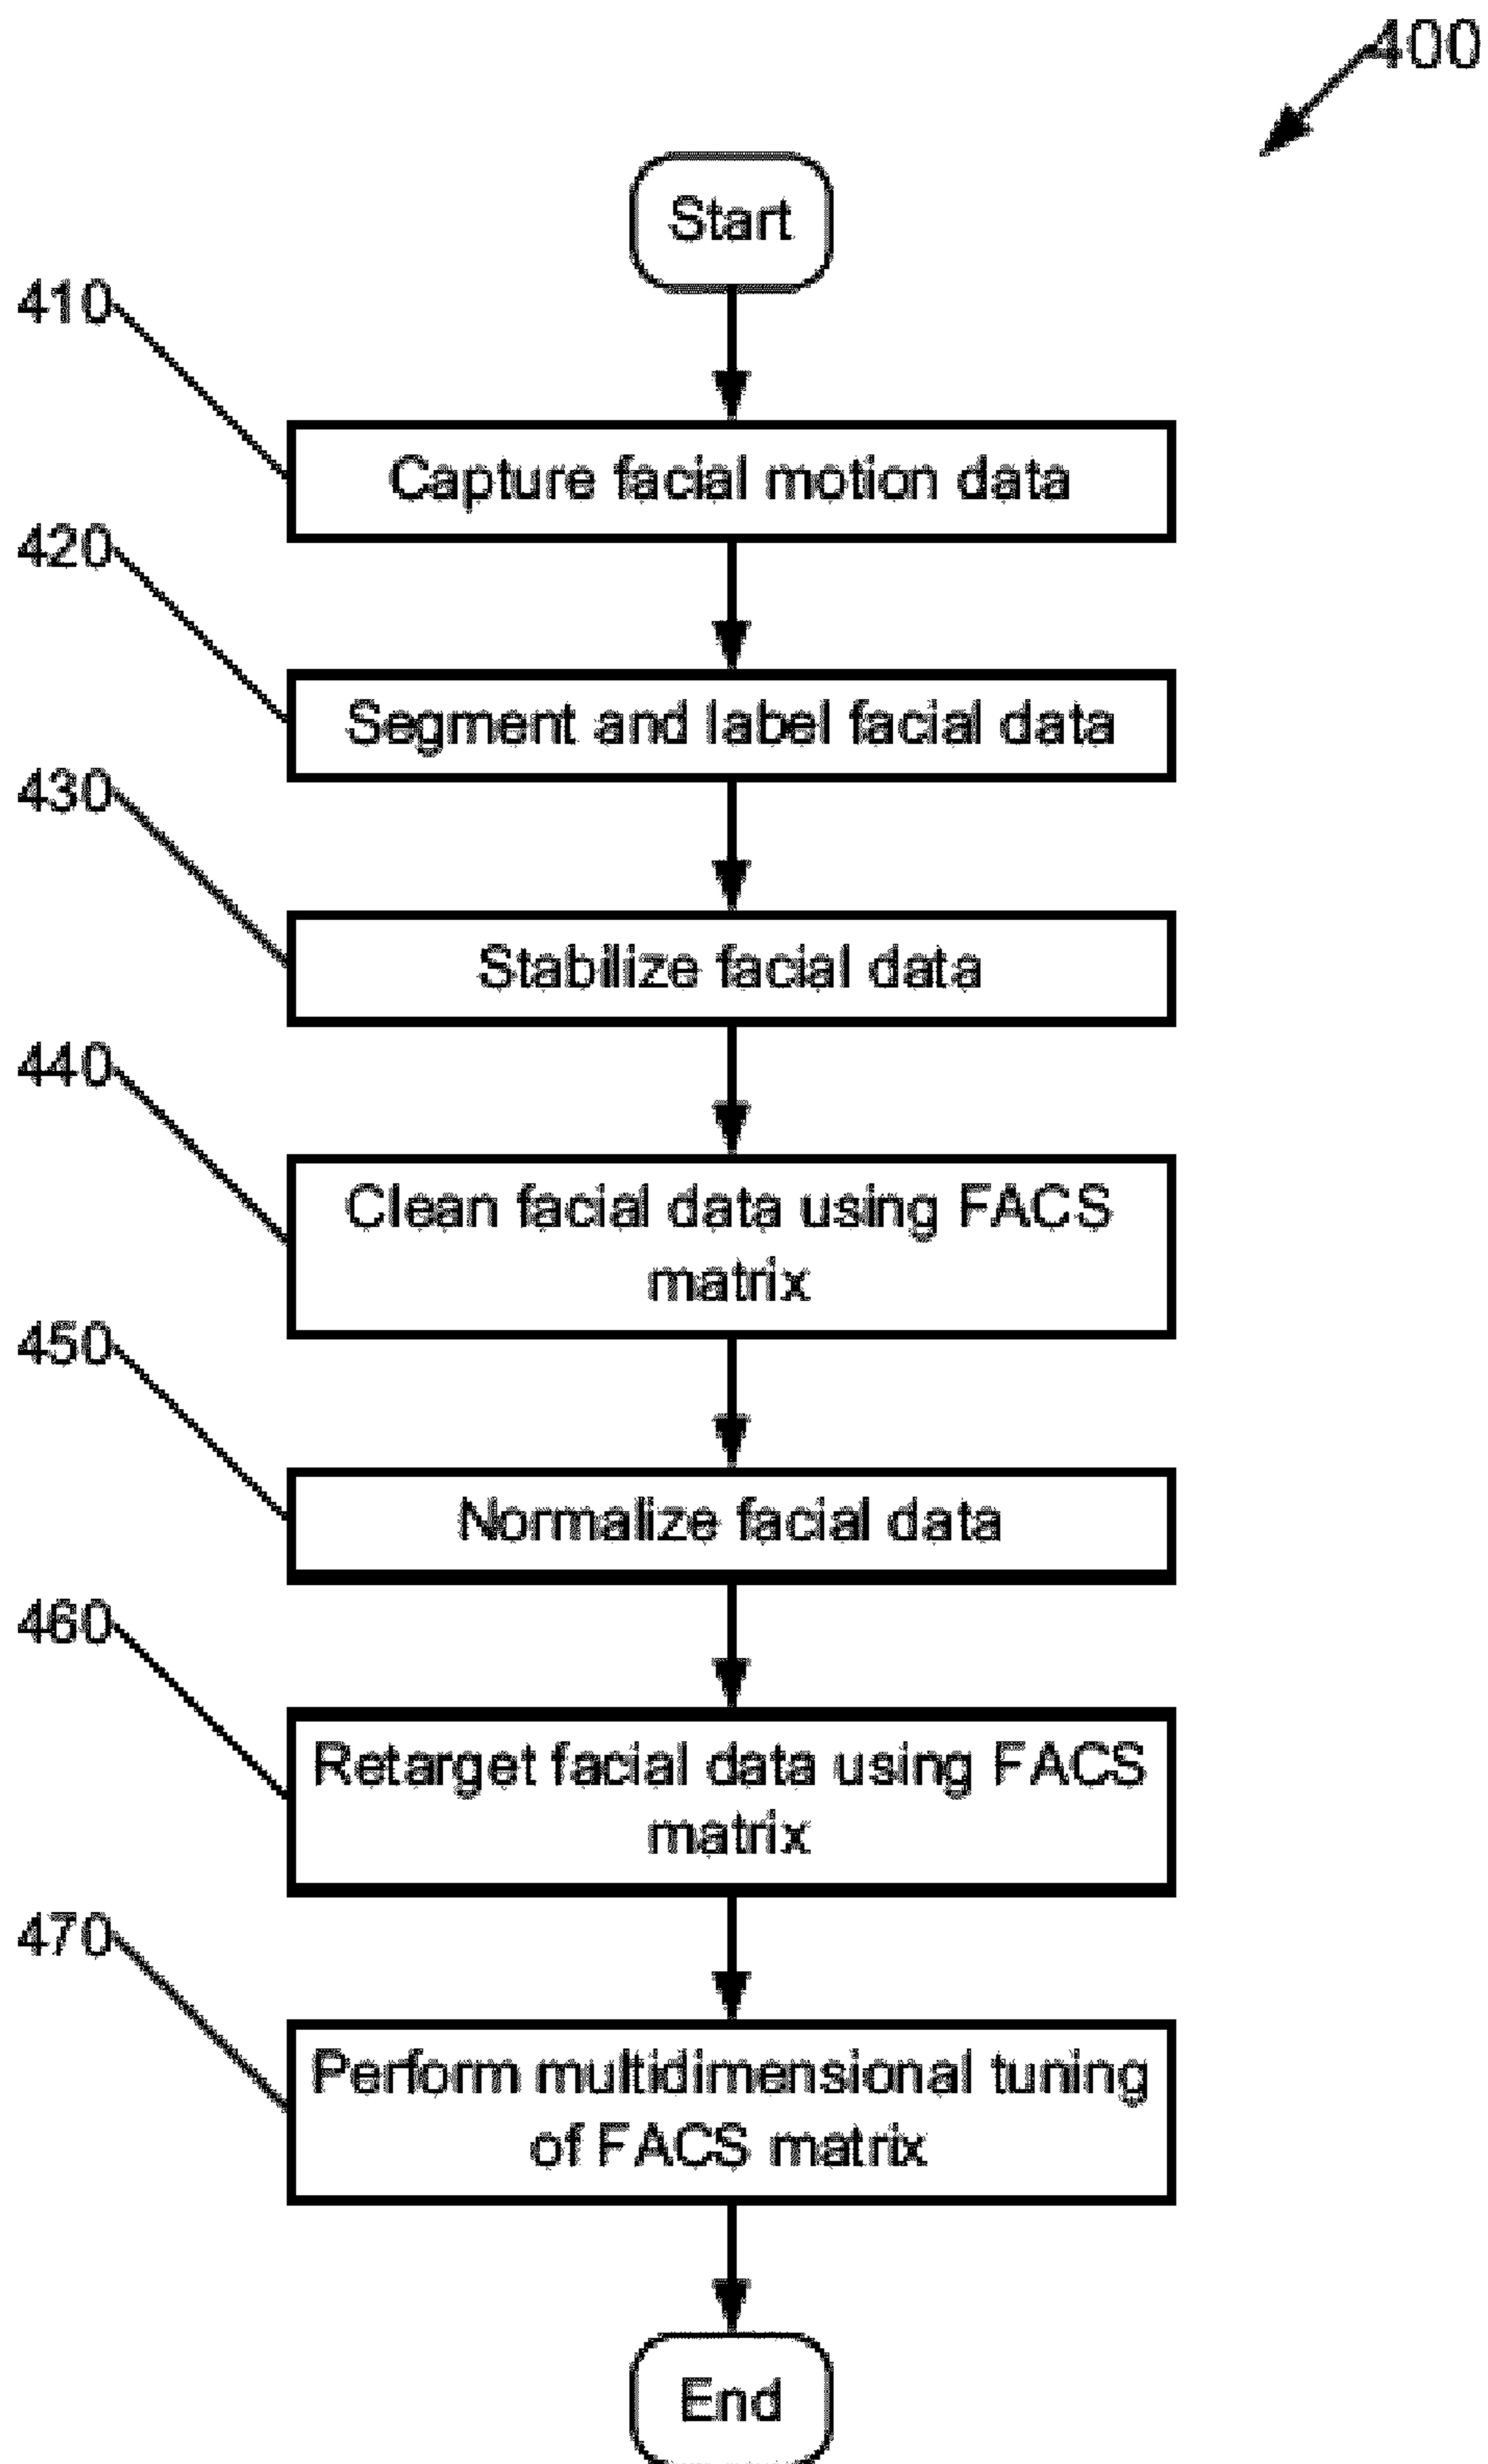 400
Start
410
Capture facial motion data
420
Segment and label facial data
430
Stabilize facial data
440
Clean facial data using FACS
matrix
450
Normalize facial data
460
Retarget facial data using FACS
matrix
470
Perform multidimensional tuning
of FACS matrix
End